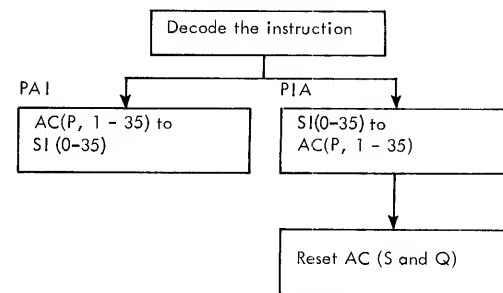 Decode the instruction
PAI
PIA
AC(P, 1 - 35) to
SI (0-35)
SI(0-35) to
AC(P, 1 - 35)
Reset AC (S and Q)